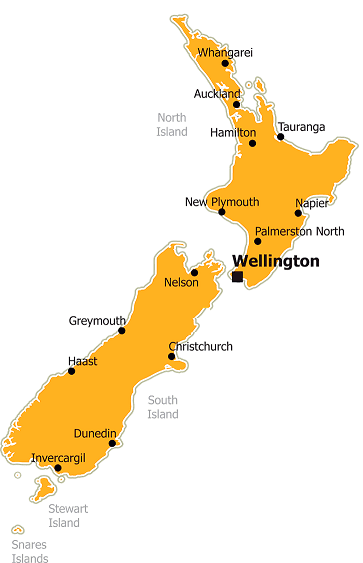 Whangarei
Auckland
North
Island
Hamilton
Tauranga
New Plymouth
Napier
Palmerston North
Wellington
Nelson
Greymouth
Christchurch
Haast
South
Island
Dunedin
Invercargil
Stewart
Island
Snares
Islands